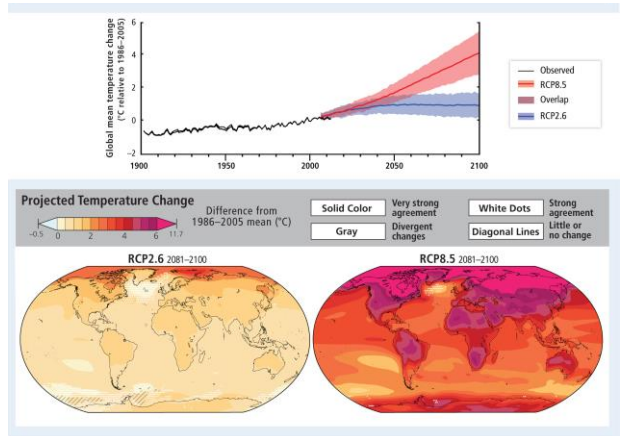 6
4
2
0
−2
Global mean temperature change
(°C relative to 1986–2005)
1900
1950
2000
2050
2100
Observed
RCP8.5
Overlap
RCP2.6
Projected Temperature Change
−0.5 0 2 4 6 11.7
Difference from
1986–2005 mean (°C)
Solid Color
Very strong
agreement
White Dots
Strong
agreement
Gray
Divergent
changes
Diagonal Lines
Little or
no change
RCP2.6 2081–2100
RCP8.5 2081–2100